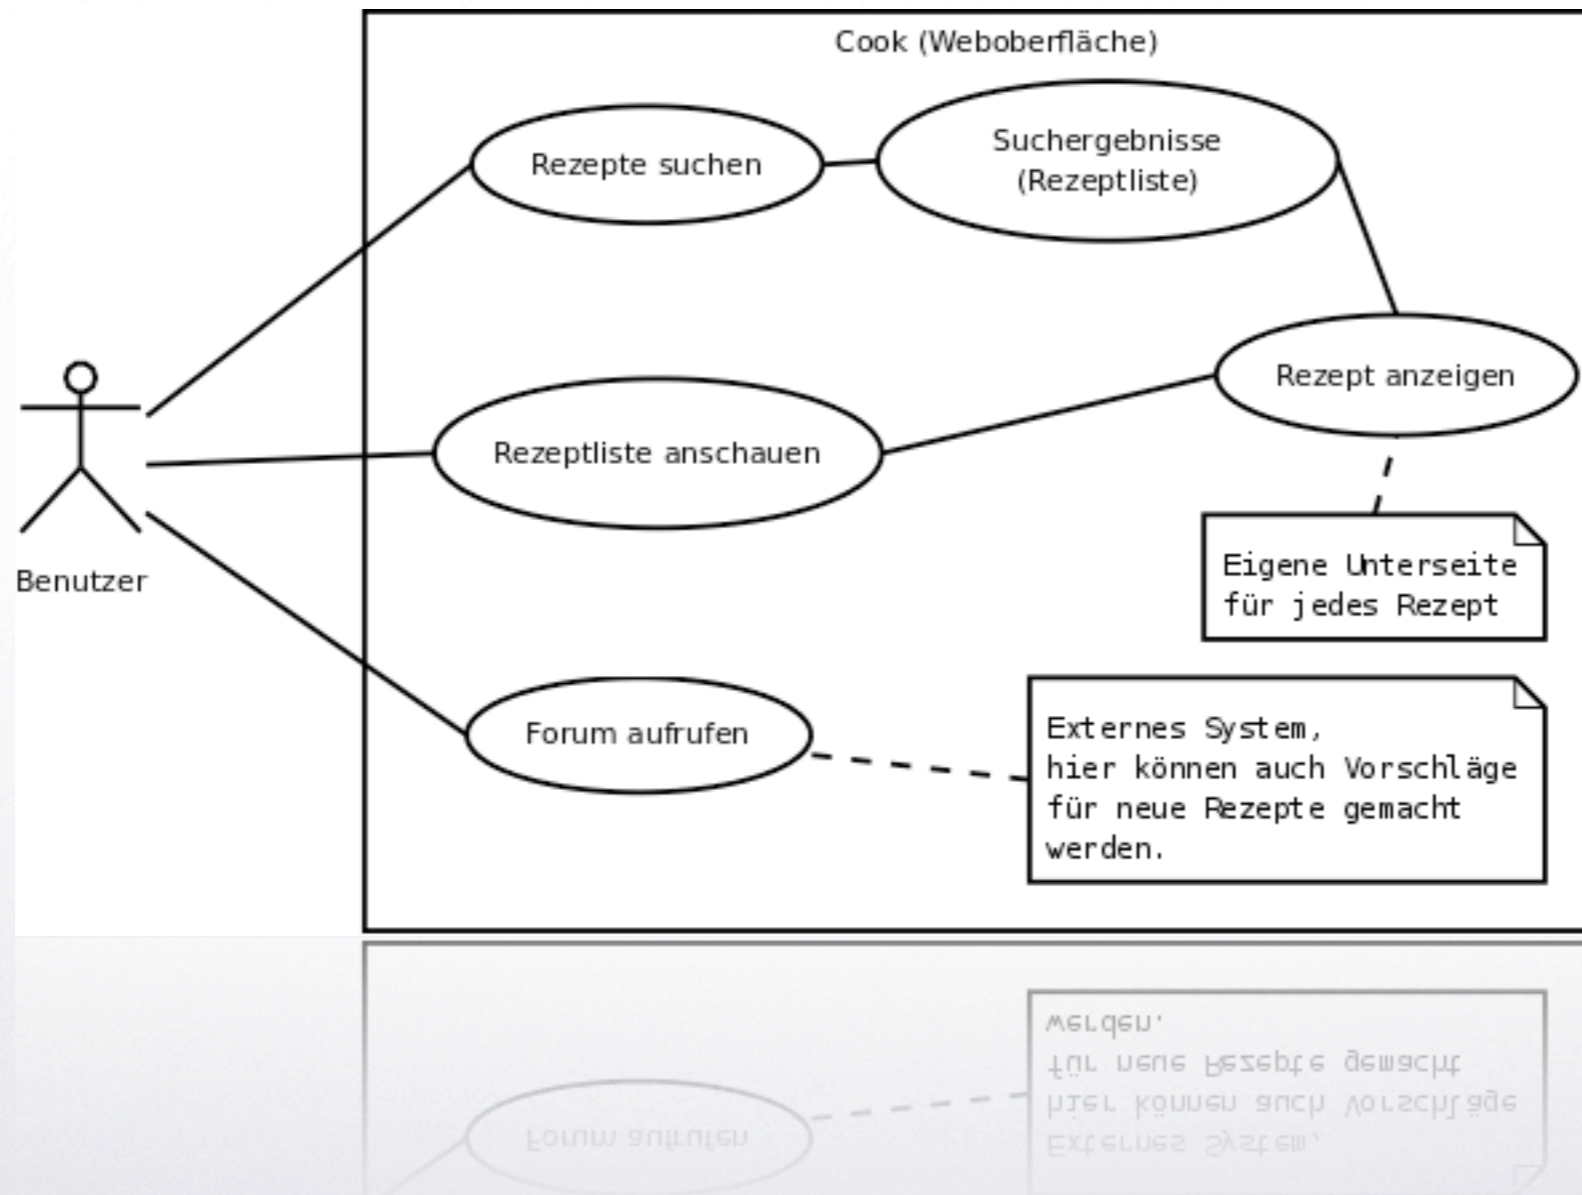 Cook (Weboberfläche)
Rezepte suchen
Suchergebnisse
(Rezeptliste)
Rezept anzeigen
Rezeptliste anschauen
Benutzer
Eigene Unterseite
für jedes Rezept
Forum aufrufen
Externes System,
hier können auch Vorschläge
für neue Rezepte gemacht
werden.